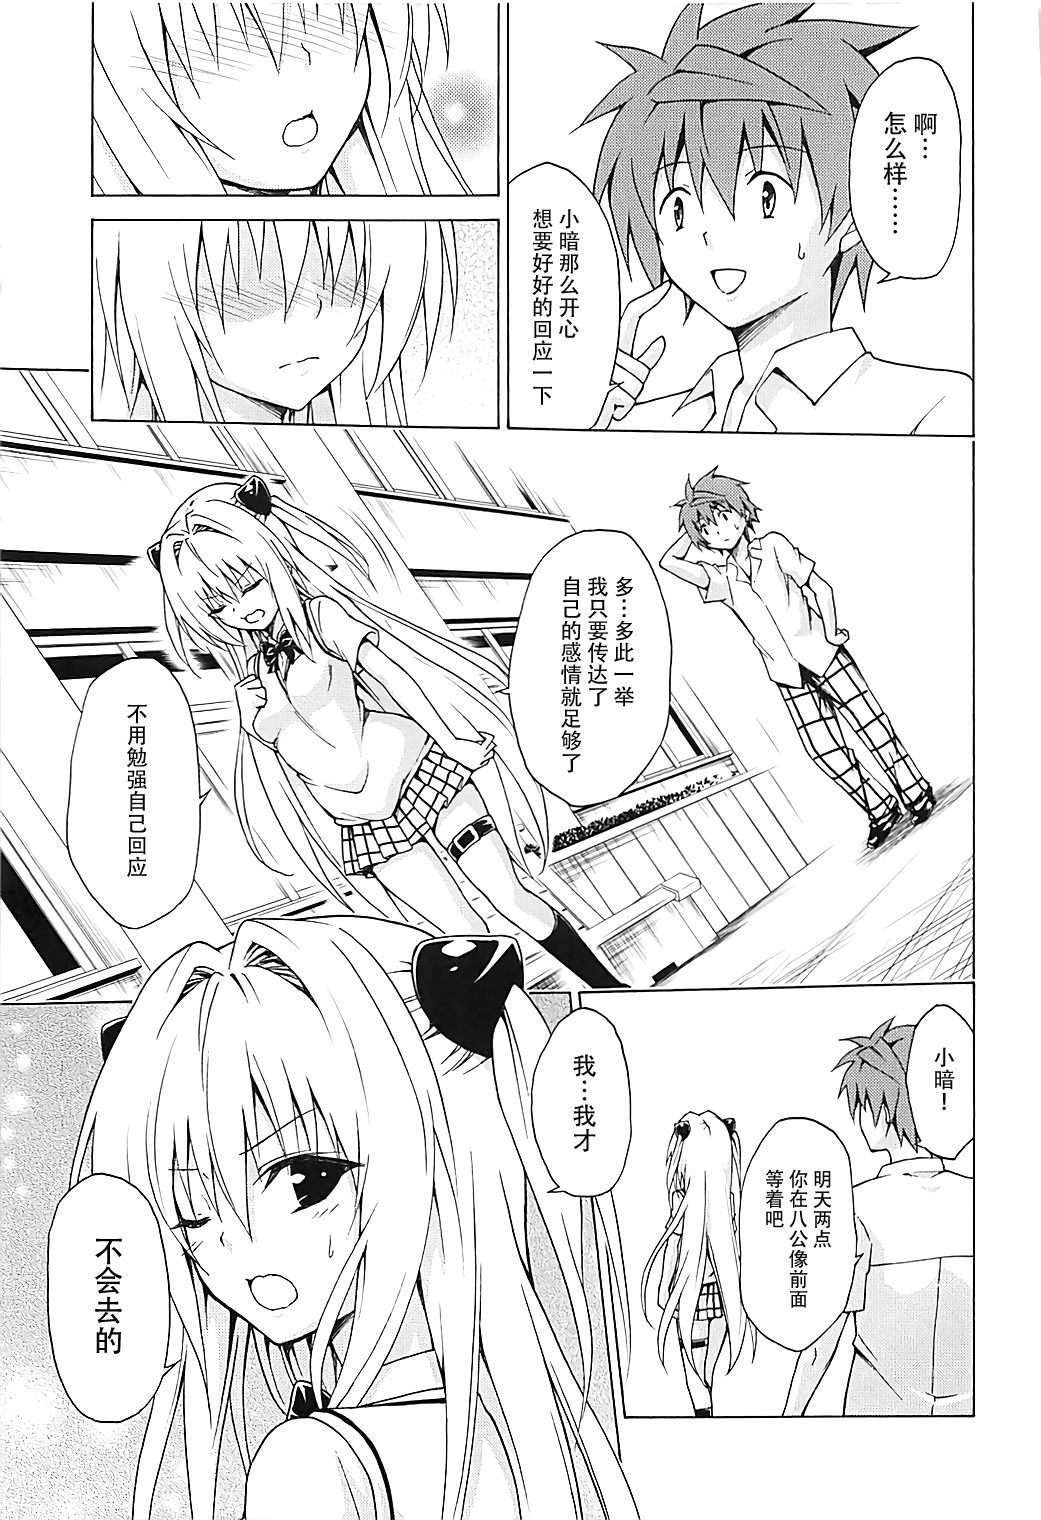 啊…
怎么样……
小暗那么开心
想要好好的回应一下
多…多此一举
我只要传达了
自己的感情就足够了
不用勉强自己回应
小暗！
明天两点
你在八公像前面
等着吧
我…我才
不会去的